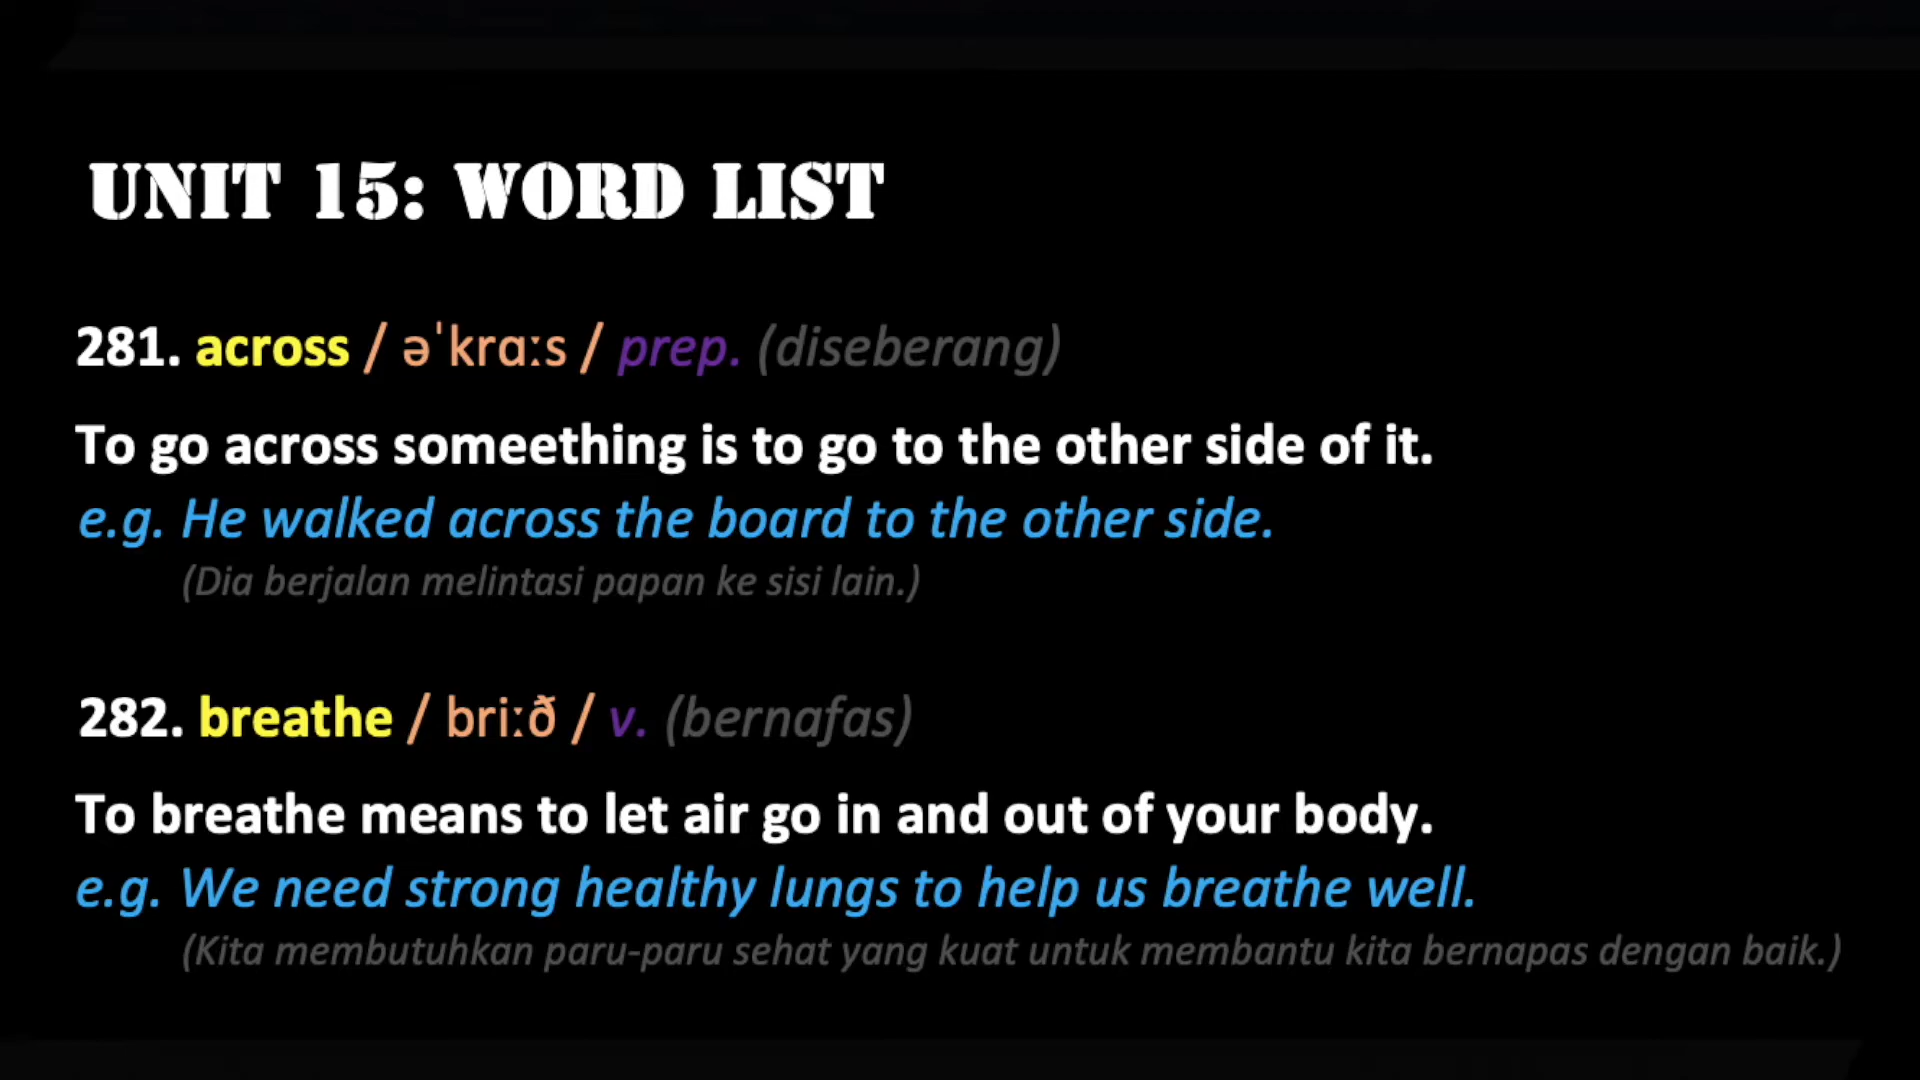 UNIT 15: WORD LIST
281. across / əˈkrɑːs / prep. (diseberang)
To go across someething is to go to the other side of it.
e.g. He walked across the board to the other side.
(Dia berjalan melintasi papan ke sisi lain.)
282. breathe / briːð / v. (bernafas)
To breathe means to let air go in and out of your body.
e.g. We need strong healthy lungs to help us breathe well.
(Kita membutuhkan paru-paru sehat yang kuat untuk membantu kita bernapas dengan baik.)